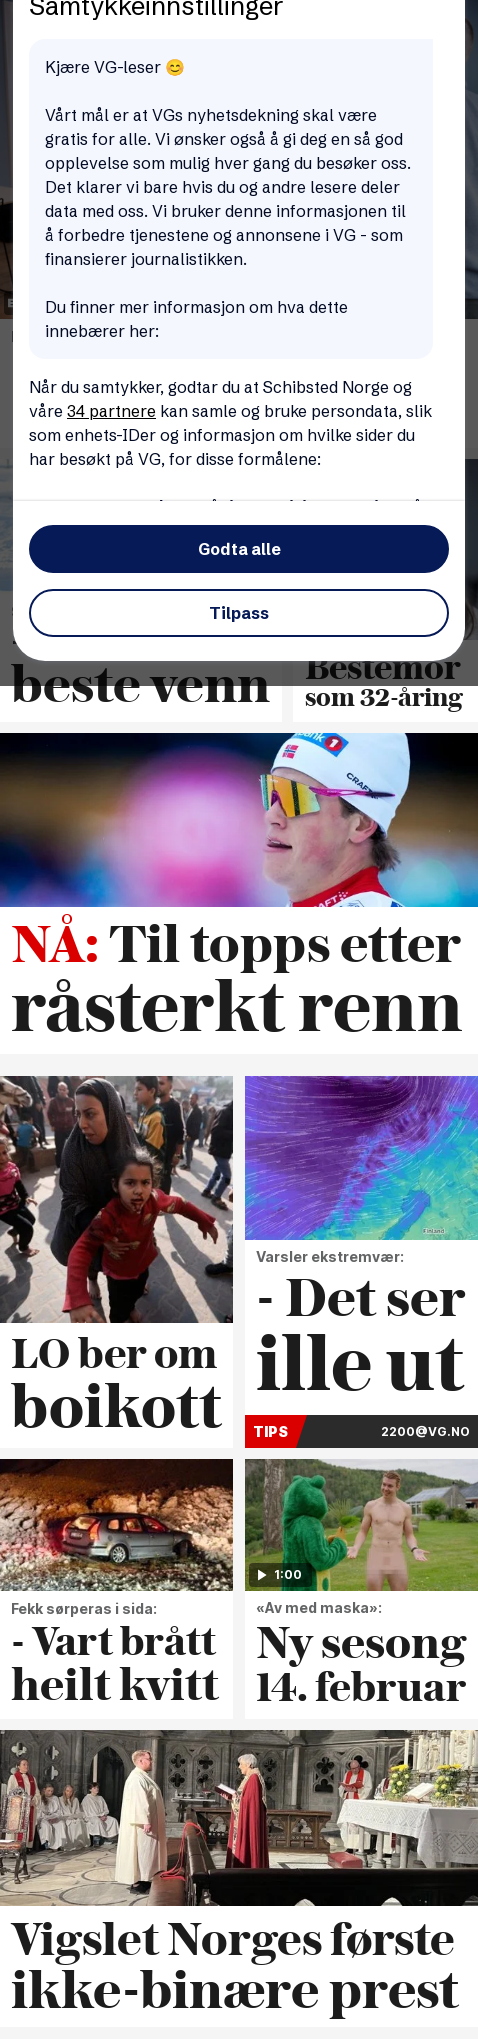 Samtykkeinnstillinger
Kjære VG-leser 😊
Vårt mål er at VGs nyhetsdekning skal være
gratis for alle. Vi ønsker også å gi deg en så god
opplevelse som mulig hver gang du besøker oss.
Det klarer vi bare hvis du og andre lesere deler
data med oss. Vi bruker denne informasjonen til
å forbedre tjenestene og annonsene i VG - som
finansierer journalistikken.
Du finner mer informasjon om hva dette
innebærer her:
Når du samtykker, godtar du at Schibsted Norge og
våre 34 partnere kan samle og bruke persondata, slik
som enhets-IDer og informasjon om hvilke sider du
har besøkt på VG, for disse formålene:
Godta alle
Tilpass
beste venn
Bestemor
som 32-åring
CRAFT
NÅ: Til topps etter
råsterkt renn
LO ber om
boikott
Finland
Varsler ekstremvær:
- Det ser
ille ut
TIPS 2200@VG.NO
Fekk sørperas i sida:
- Vart brått
heilt kvitt
1:00
«Av med maska»:
Ny sesong
14. februar
Vigslet Norges første
ikke-binære prest